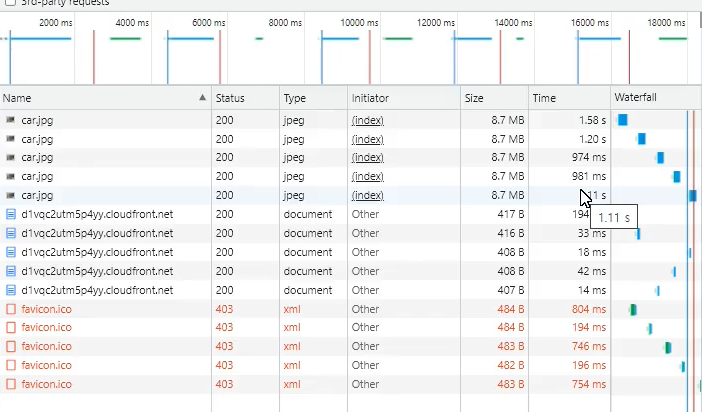 3rd-party requests
2000 ms 4000 ms 6000 ms 8000 ms 10000 ms 12000 ms 14000 ms 16000 ms 18000 ms
Name Status Type Initiator Size Time Waterfall
car.jpg 200 jpeg (index) 8.7 MB 1.58 s
car.jpg 200 jpeg (index) 8.7 MB 1.20 s
car.jpg 200 jpeg (index) 8.7 MB 974 ms
car.jpg 200 jpeg (index) 8.7 MB 981 ms
car.jpg 200 jpeg (index) 8.7 MB 11 s
d1vqc2utm5p4yy.cloudfront.net 200 document Other 417 B 194
1.11 s
d1vqc2utm5p4yy.cloudfront.net 200 document Other 416 B 33 ms
d1vqc2utm5p4yy.cloudfront.net 200 document Other 408 B 18 ms
d1vqc2utm5p4yy.cloudfront.net 200 document Other 408 B 42 ms
d1vqc2utm5p4yy.cloudfront.net 200 document Other 407 B 14 ms
favicon.ico 403 xml Other 484 B 804 ms
favicon.ico 403 xml Other 484 B 194 ms
favicon.ico 403 xml Other 483 B 746 ms
favicon.ico 403 xml Other 482 B 196 ms
favicon.ico 403 xml Other 483 B 754 ms